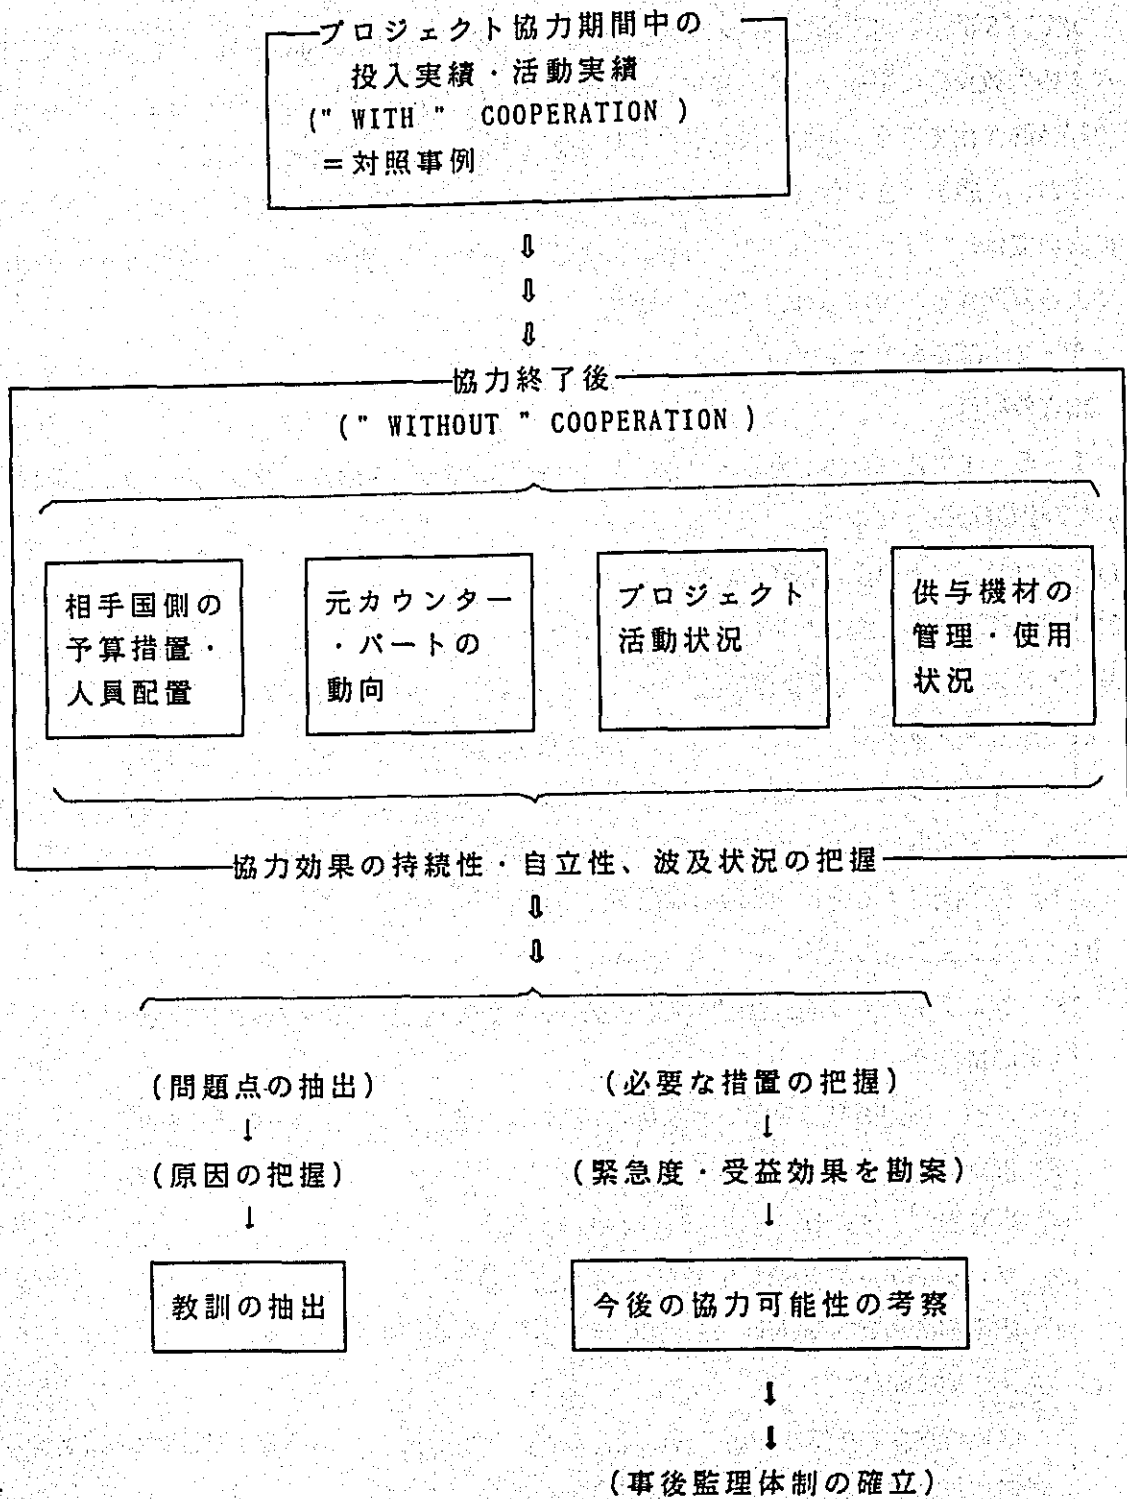 プロジェクト協力期間中の
投入実績・活動実績
(" WITH " COOPERATION )
=対照事例
⇩
⇩
⇩
協力終了後
(" WITHOUT " COOPERATION )
相手国側の
予算措置・
人員配置
元カウンター
・パートの
動向
プロジェクト
活動状況
供与機材の
管理・使用
状況
協力効果の持続性・自立性、波及状況の把握
⇩
⇩
(問題点の抽出)
↓
(原因の把握)
↓
教訓の抽出
(必要な措置の把握)
↓
(緊急度・受益効果を勘案)
↓
今後の協力可能性の考察
↓
↓
(事後監理体制の確立)